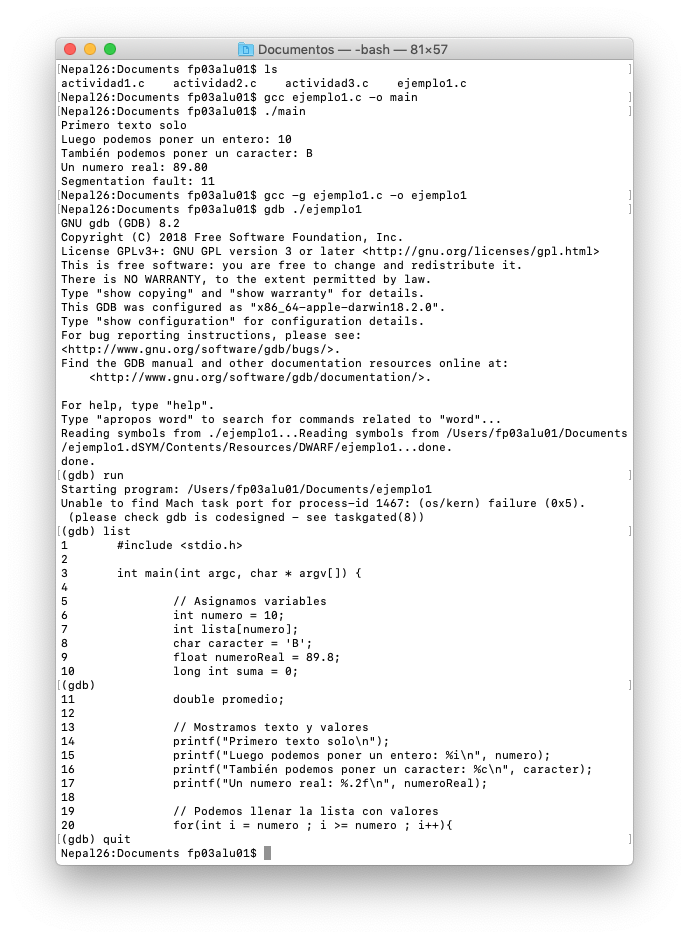 Documentos — -bash — 81×57
[Nepal26:Documents fp03alu01$ ls ]
actividad1.c    actividad2.c    actividad3.c    ejemplo1.c
[Nepal26:Documents fp03alu01$ gcc ejemplo1.c -o main ]
[Nepal26:Documents fp03alu01$ ./main ]
Primero texto solo
Luego podemos poner un entero: 10
También podemos poner un caracter: B
Un numero real: 89.80
Segmentation fault: 11
[Nepal26:Documents fp03alu01$ gcc -g ejemplo1.c -o ejemplo1 ]
[Nepal26:Documents fp03alu01$ gdb ./ejemplo1 ]
GNU gdb (GDB) 8.2
Copyright (C) 2018 Free Software Foundation, Inc.
License GPLv3+: GNU GPL version 3 or later <http://gnu.org/licenses/gpl.html>
This is free software: you are free to change and redistribute it.
There is NO WARRANTY, to the extent permitted by law.
Type "show copying" and "show warranty" for details.
This GDB was configured as "x86_64-apple-darwin18.2.0".
Type "show configuration" for configuration details.
For bug reporting instructions, please see:
<http://www.gnu.org/software/gdb/bugs/>.
Find the GDB manual and other documentation resources online at:
    <http://www.gnu.org/software/gdb/documentation/>.

For help, type "help".
Type "apropos word" to search for commands related to "word"...
Reading symbols from ./ejemplo1...Reading symbols from /Users/fp03alu01/Documents
/ejemplo1.dSYM/Contents/Resources/DWARF/ejemplo1...done.
done.
[(gdb) run ]
Starting program: /Users/fp03alu01/Documents/ejemplo1
Unable to find Mach task port for process-id 1467: (os/kern) failure (0x5).
 (please check gdb is codesigned - see taskgated(8))
[(gdb) list ]
1       #include <stdio.h>
2
3       int main(int argc, char * argv[]) {
4
5               // Asignamos variables
6               int numero = 10;
7               int lista[numero];
8               char caracter = 'B';
9               float numeroReal = 89.8;
10              long int suma = 0;
[(gdb) ]
11              double promedio;
12
13              // Mostramos texto y valores
14              printf("Primero texto solo\n");
15              printf("Luego podemos poner un entero: %i\n", numero);
16              printf("También podemos poner un caracter: %c\n", caracter);
17              printf("Un numero real: %.2f\n", numeroReal);
18
19              // Podemos llenar la lista con valores
20              for(int i = numero ; i >= numero ; i++){
[(gdb) quit ]
Nepal26:Documents fp03alu01$